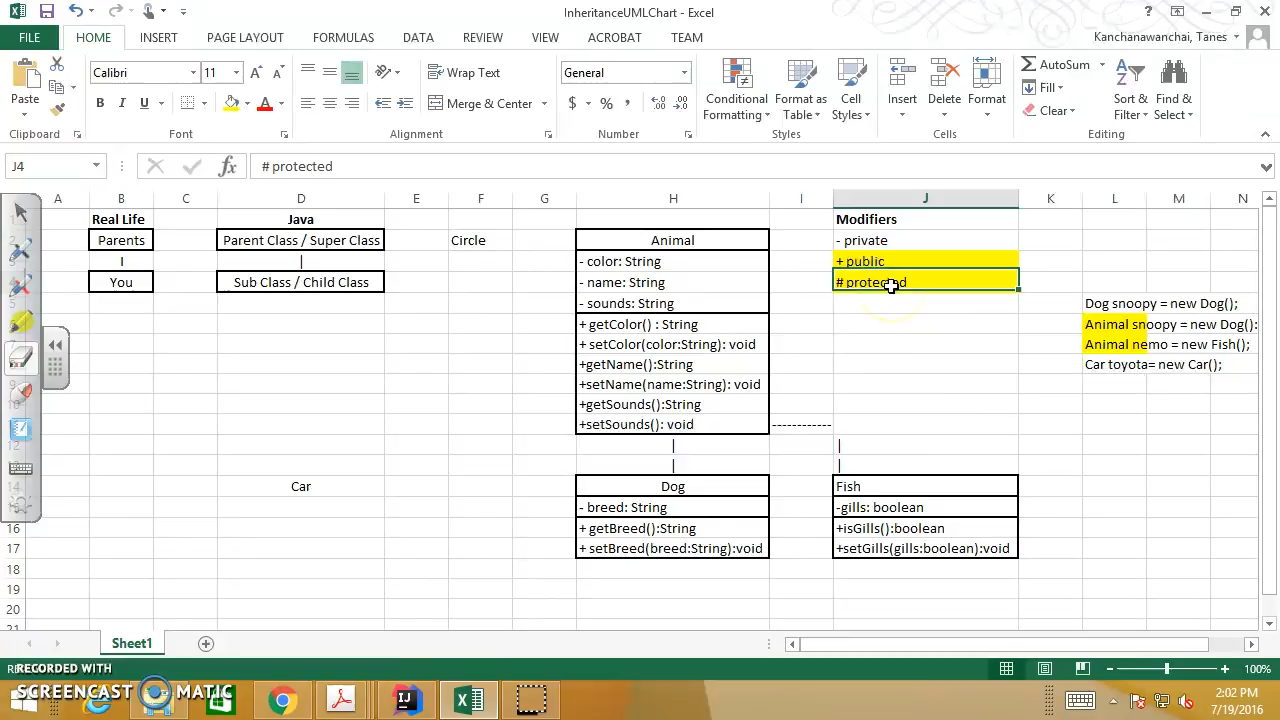 InheritanceUMLChart - Excel
FILE
HOME
INSERT
PAGE LAYOUT
FORMULAS
DATA
REVIEW
VIEW
ACROBAT
TEAM
Kanchanawanchai, Tanes
Paste
Calibri
11
B I U
Wrap Text
Merge & Center
General
$ % ,
Conditional Formatting
Format as Table
Cell Styles
Insert
Delete
Format
AutoSum
Fill
Clear
Sort & Filter
Find & Select
Clipboard
Font
Alignment
Number
Styles
Cells
Editing
J4
fx
# protected
A B C D E F G H I J K L M N
Real Life
Java
Modifiers
Parents
Parent Class / Super Class
Circle
Animal
- private
I
|
- color: String
+ public
You
Sub Class / Child Class
- name: String
# protected
- sounds: String
Dog snoopy = new Dog();
+ getColor() : String
Animal snoopy = new Dog():
+ setColor(color:String): void
Animal nemo = new Fish();
+getName():String
Car toyota= new Car();
+setName(name:String): void
+getSounds():String
+setSounds(): void
------------
| |
| |
Car
Dog
Fish
- breed: String
-gills: boolean
16
+ getBreed():String
+isGills():boolean
17
+ setBreed(breed:String):void
+setGills(gills:boolean):void
18
19
20
Sheet1
100%
RECORDED WITH
SCREENCAST MATIC
2:02 PM
7/19/2016